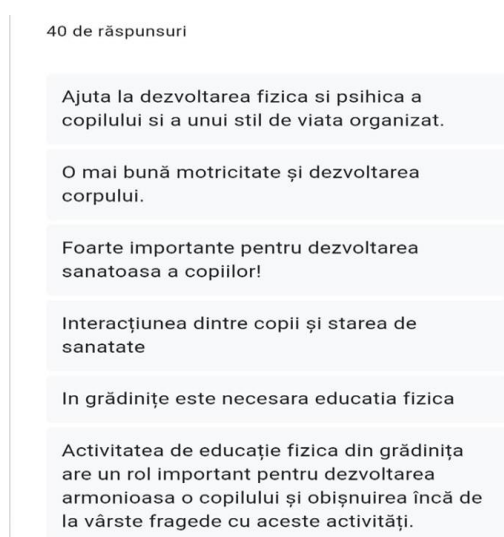 40 de răspunsuri
Ajuta la dezvoltarea fizica si psihica a
copilului si a unui stil de viata organizat.
O mai bună motricitate și dezvoltarea
corpului.
Foarte importante pentru dezvoltarea
sanatoasa a copiilor!
Interacțiunea dintre copii și starea de
sanatate
In grădinițe este necesara educatia fizica
Activitatea de educație fizica din grădinița
are un rol important pentru dezvoltarea
armonioasa o copilului și obișnuirea încă de
la vârste fragede cu aceste activități.